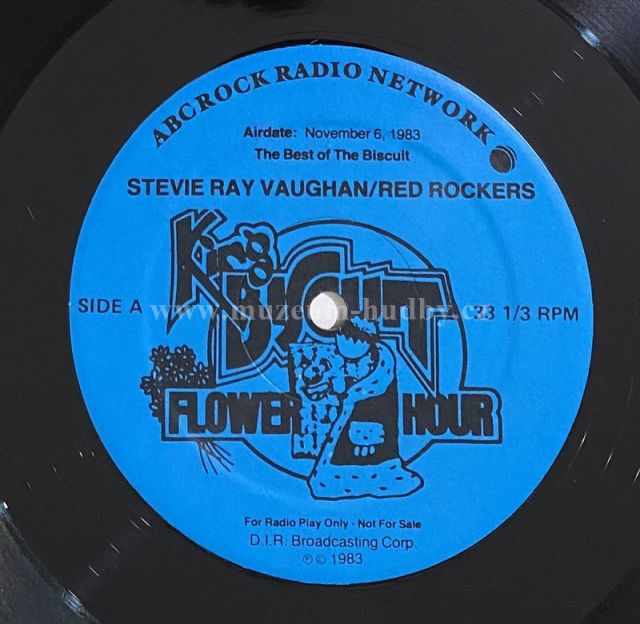 ABC ROCK RADIO NETWORK
Airdate: November 6, 1983
The Best of The Biscuit
STEVIE RAY VAUGHAN/RED ROCKERS
King
BISCUIT
SIDE A
www.muzeum-hudby.cz
33 1/3 RPM
FLOWER HOUR
For Radio Play Only - Not For Sale
D.I.R. Broadcasting Corp.
℗ © 1983